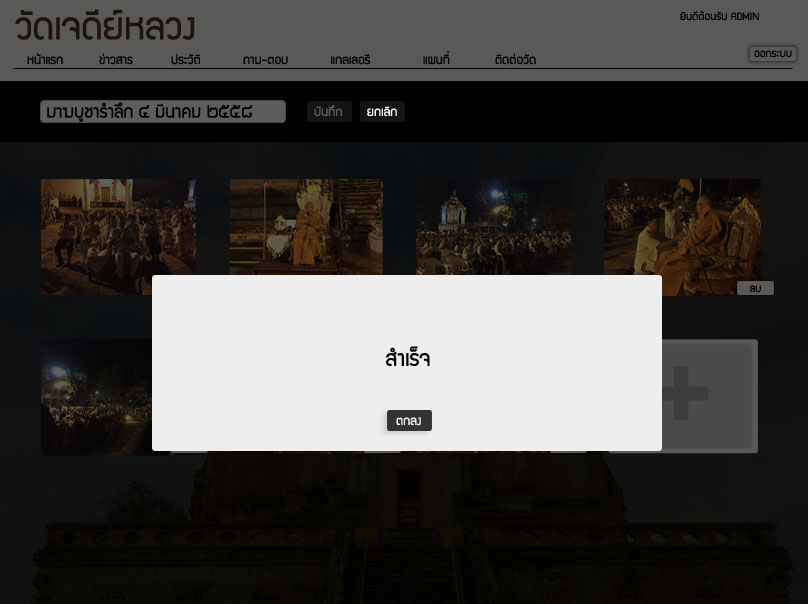 วัดเจดีย์หลวง
ยินดีต้อนรับ ADMIN
หน้าแรก ข่าวสาร ประวัติ ถาม-ตอบ แกลเลอรี แผนที่ ติดต่อวัด
ออกระบบ
มาฆบูชารำลึก ๔ มีนาคม ๒๕๕๘
บันทึก ยกเลิก
ลบ
สำเร็จ
ตกลง